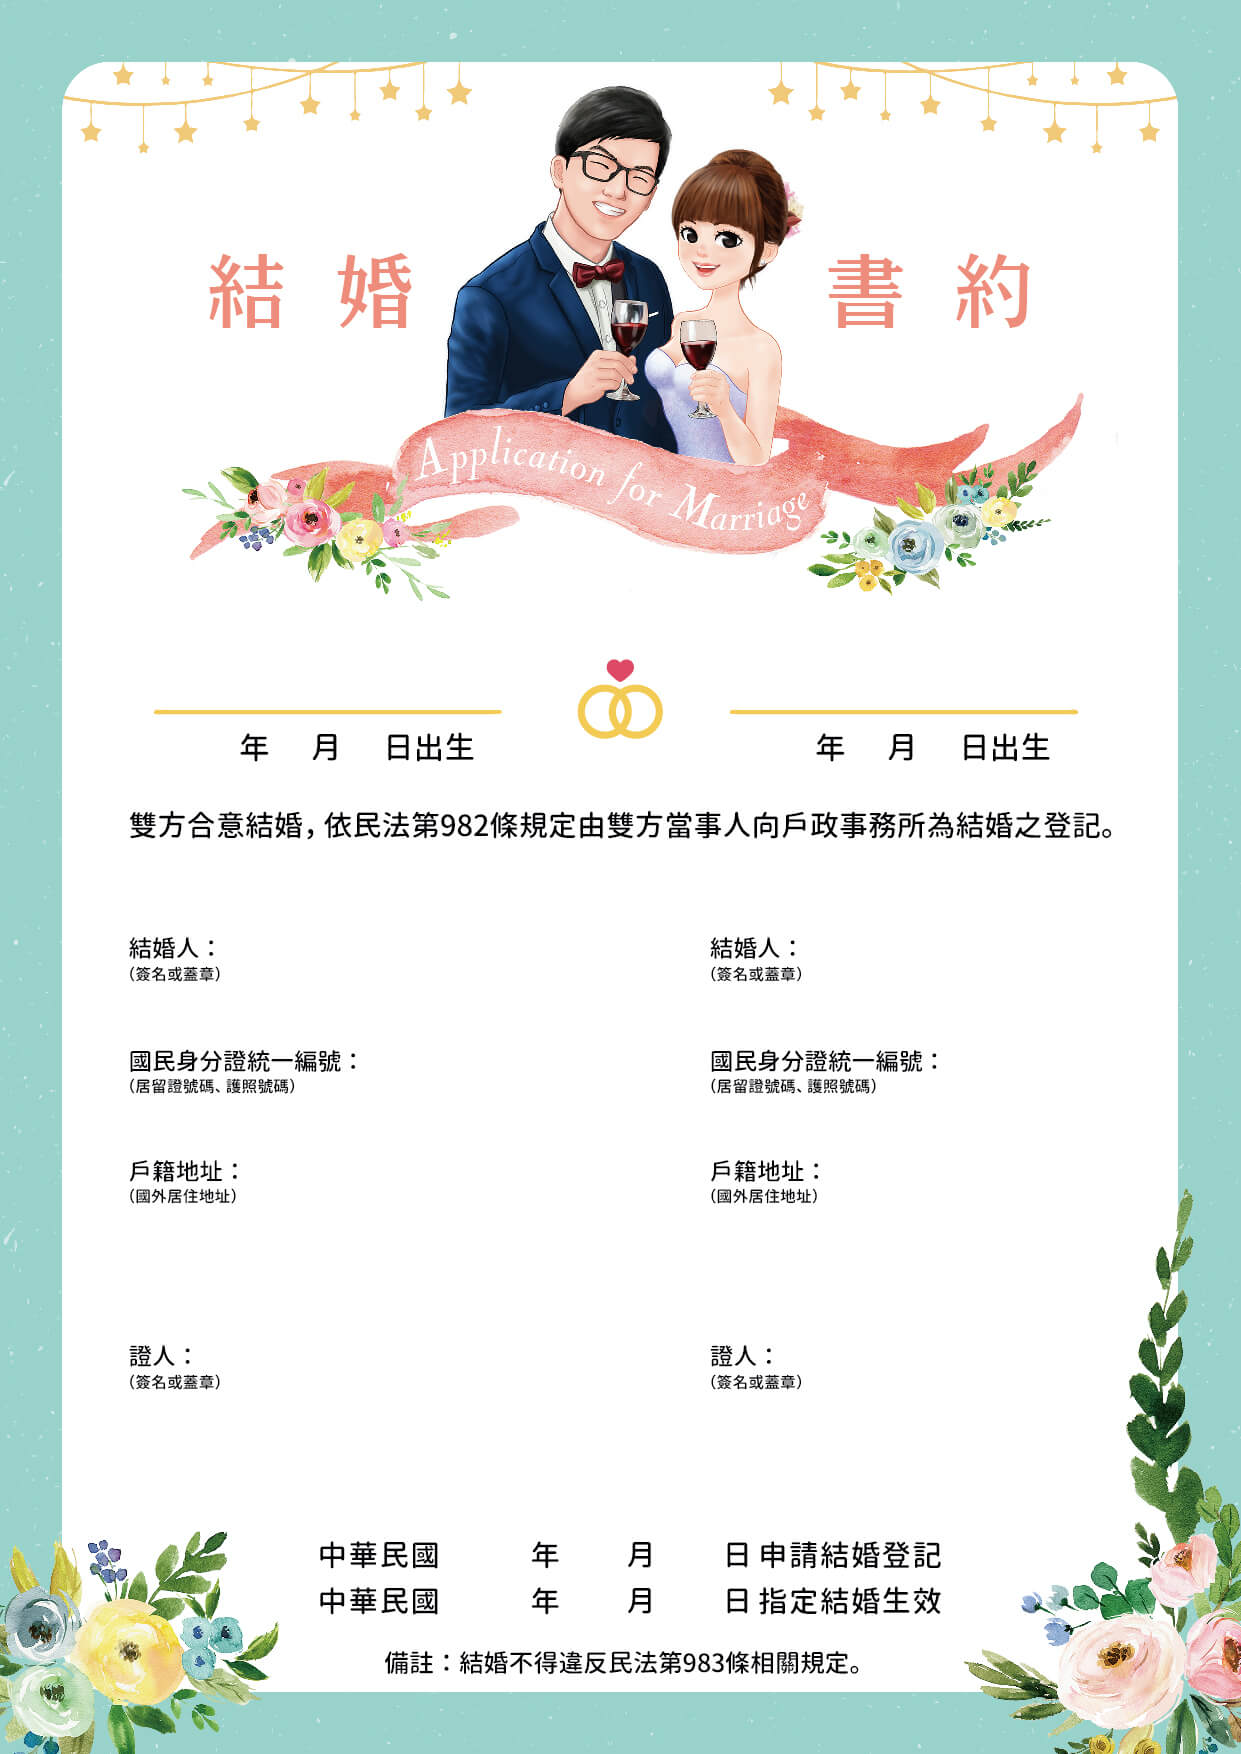 結婚 書約
Application for Marriage
年 月 日出生 年 月 日出生
雙方合意結婚，依民法第982條規定由雙方當事人向戶政事務所為結婚之登記。
結婚人： 結婚人：
（簽名或蓋章） （簽名或蓋章）
國民身分證統一編號： 國民身分證統一編號：
（居留證號碼、護照號碼） （居留證號碼、護照號碼）
戶籍地址： 戶籍地址：
（國外居住地址） （國外居住地址）
證人： 證人：
（簽名或蓋章） （簽名或蓋章）
中華民國 年 月 日 申請結婚登記
中華民國 年 月 日 指定結婚生效
備註：結婚不得違反民法第983條相關規定。